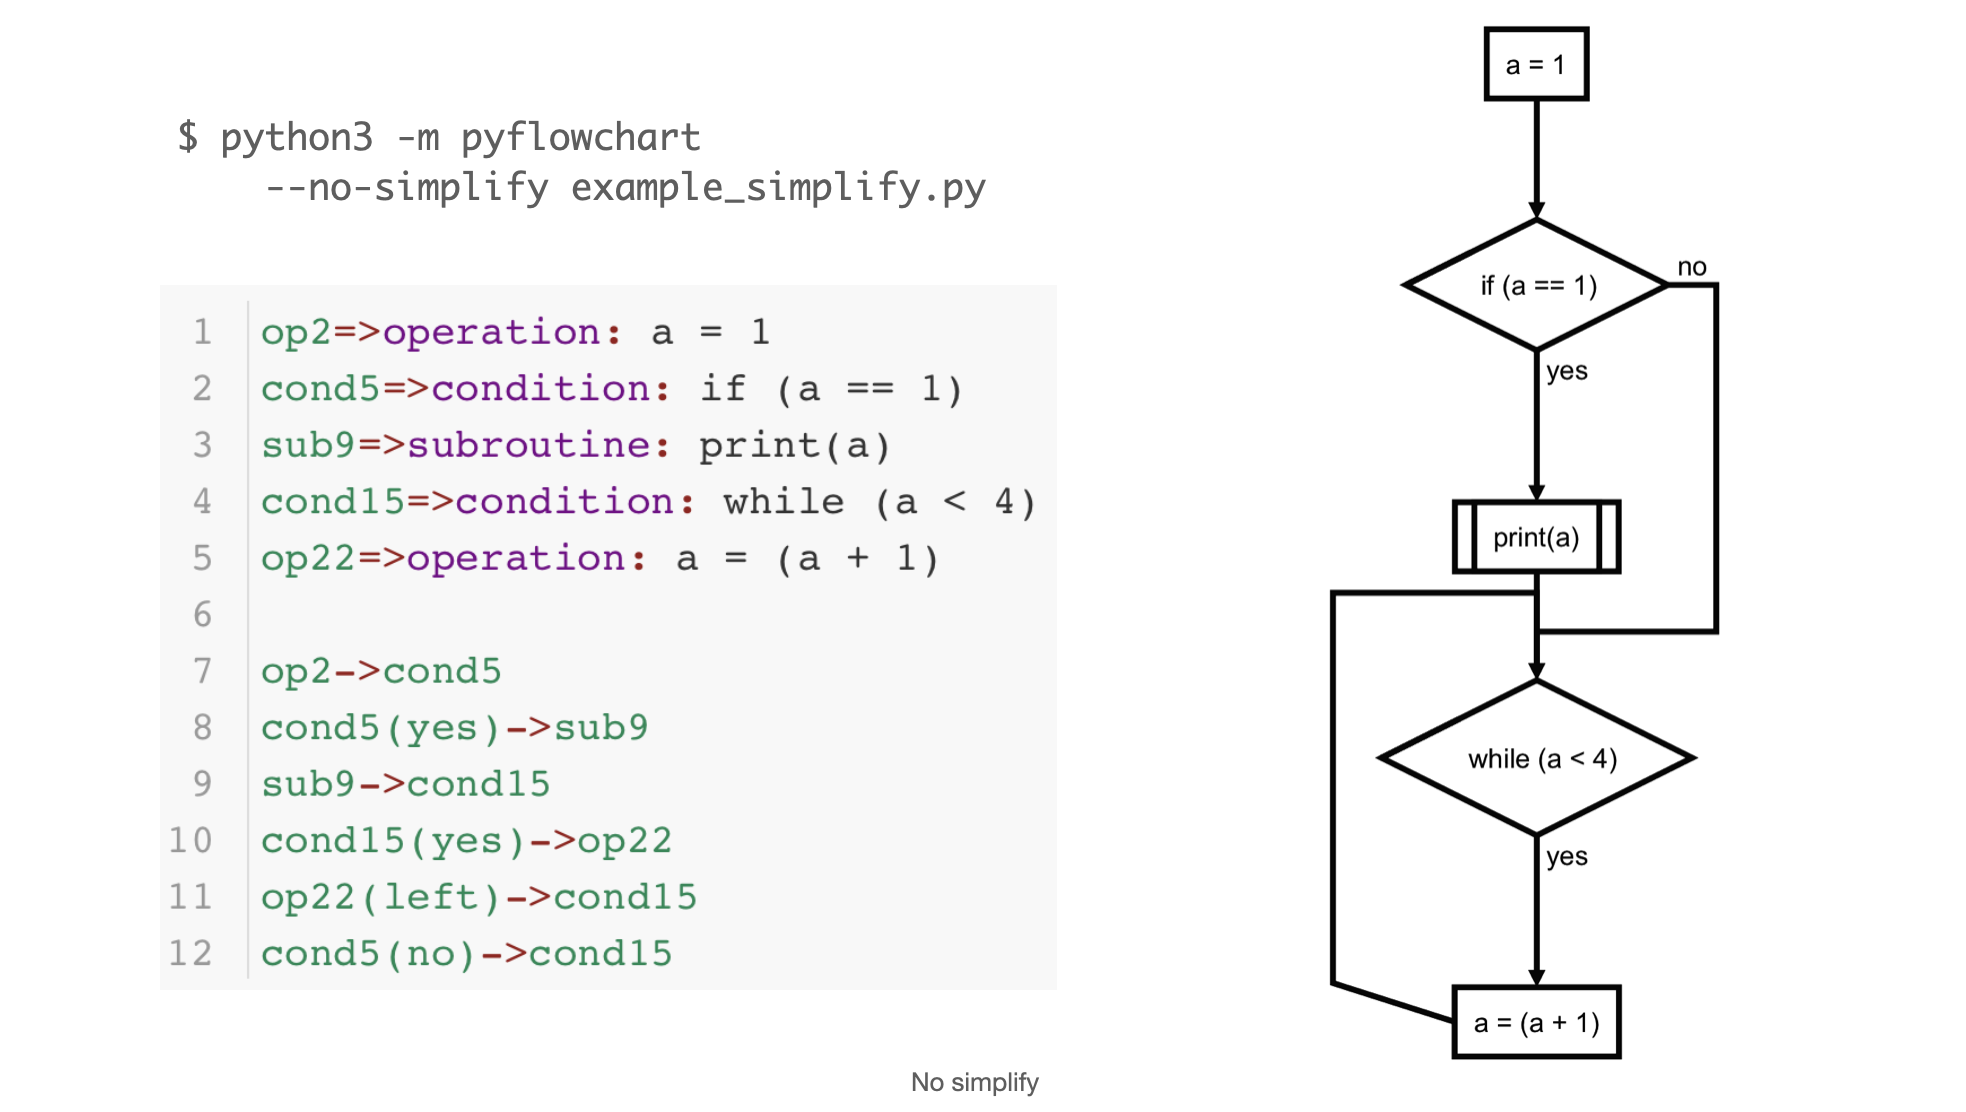 $ python3 -m pyflowchart
--no-simplify example_simplify.py
1 op2=>operation: a = 1
2 cond5=>condition: if (a == 1)
3 sub9=>subroutine: print(a)
4 cond15=>condition: while (a < 4)
5 op22=>operation: a = (a + 1)
6
7 op2->cond5
8 cond5(yes)->sub9
9 sub9->cond15
10 cond15(yes)->op22
11 op22(left)->cond15
12 cond5(no)->cond15
No simplify
a = 1
if (a == 1)
no
yes
print(a)
while (a < 4)
yes
a = (a + 1)